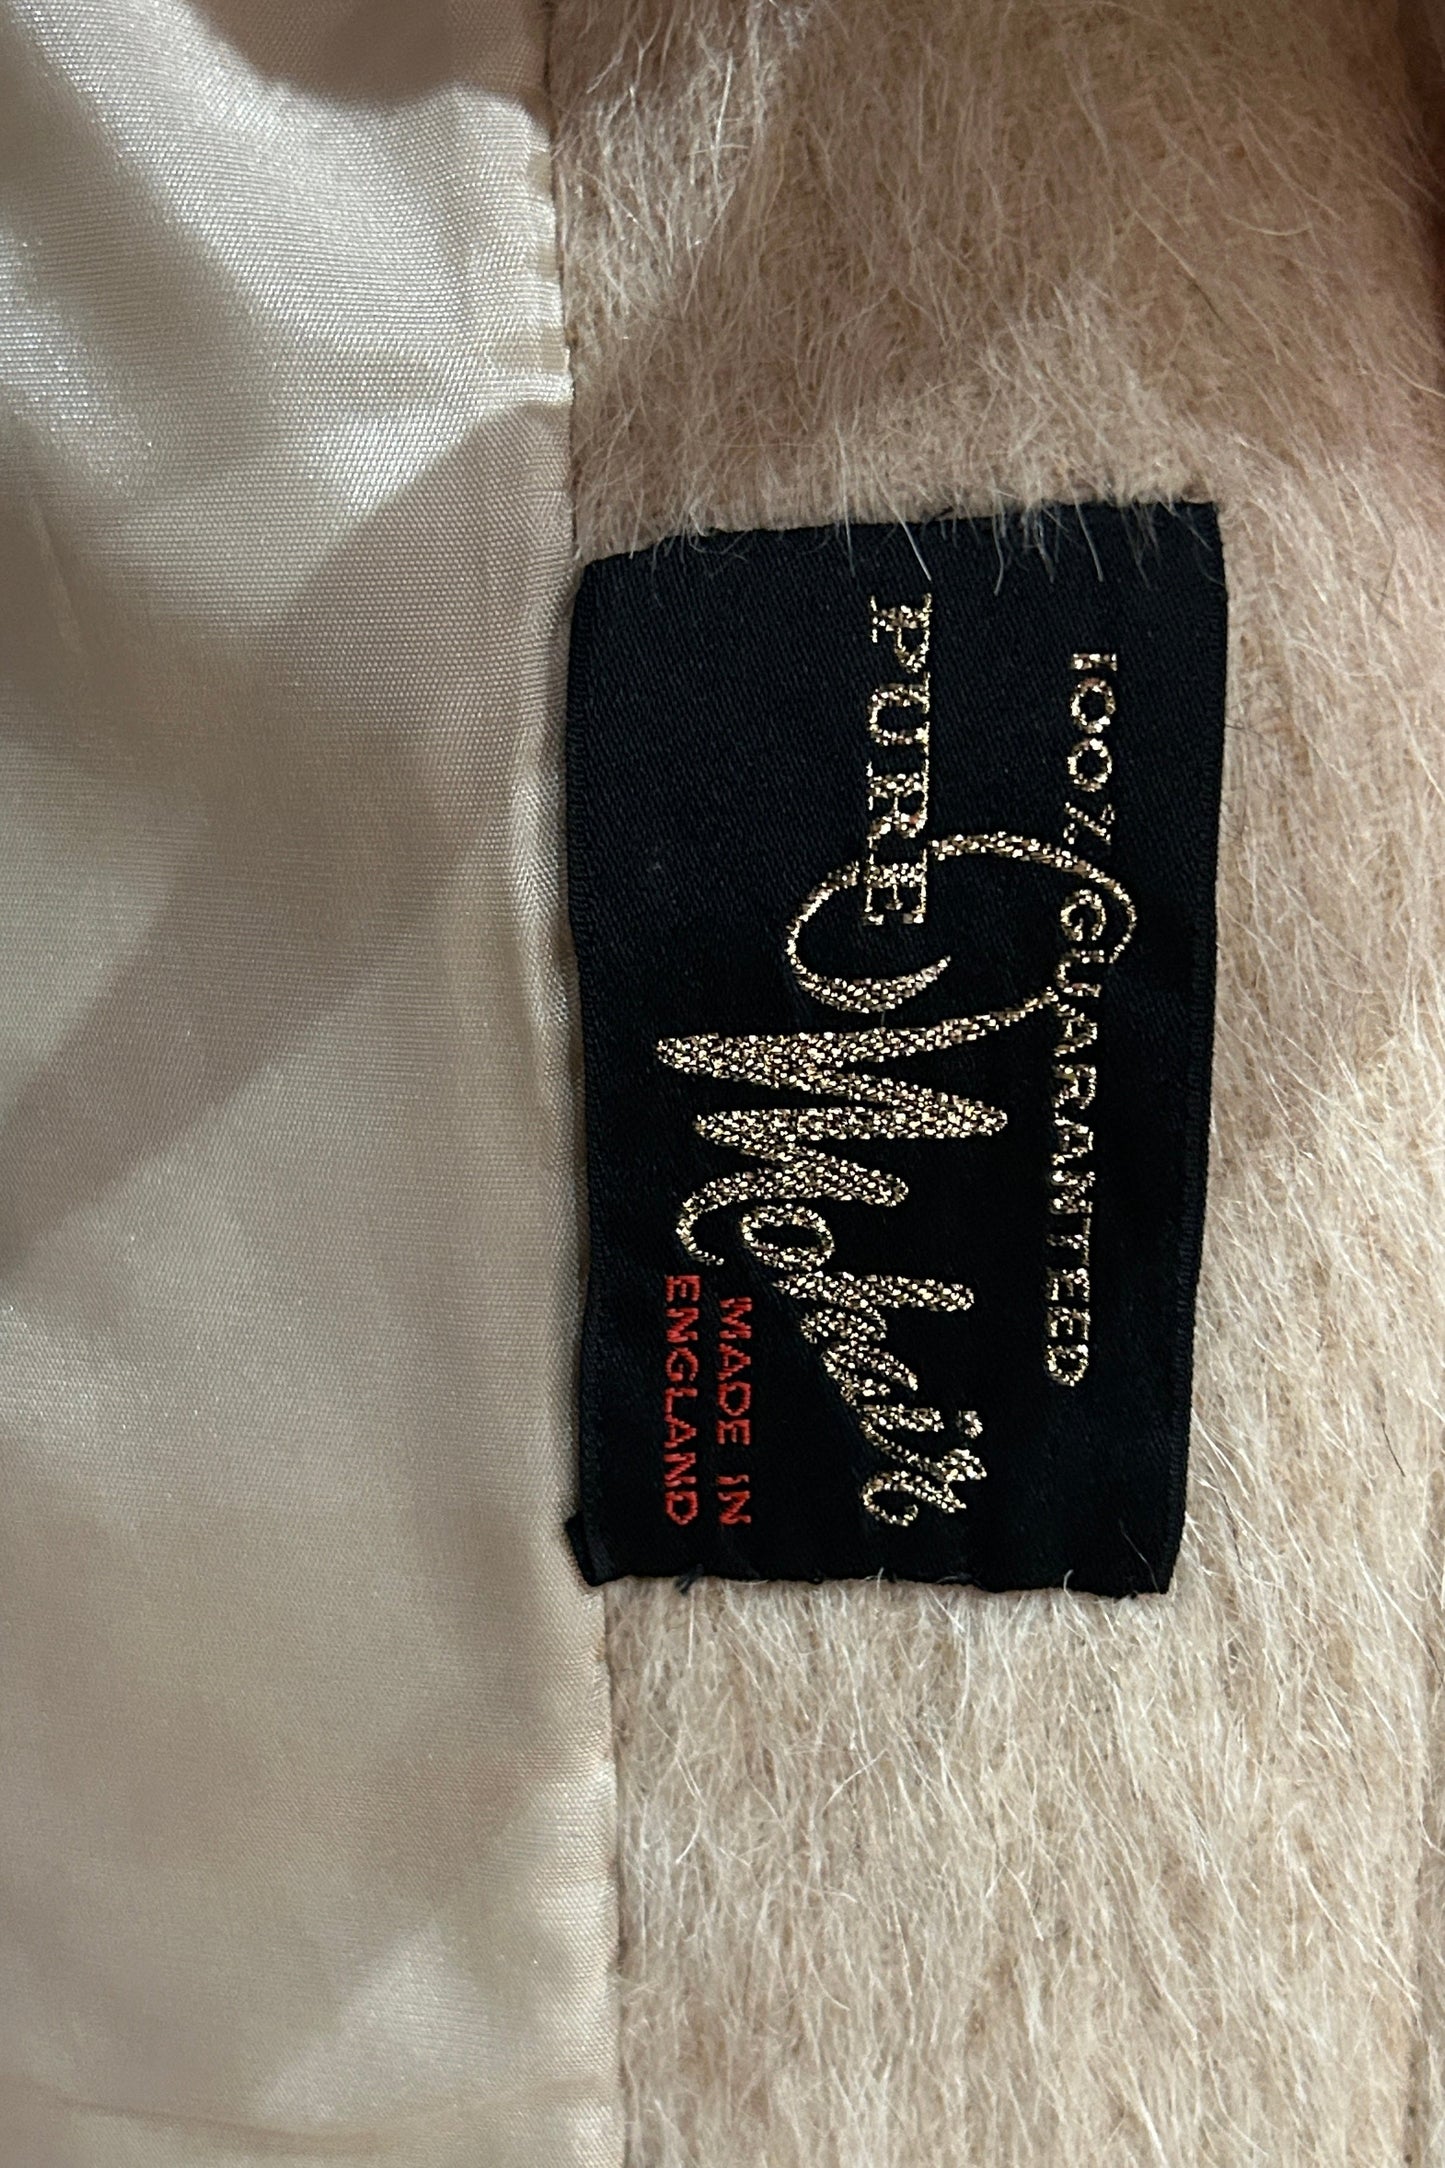 100% GUARANTEED
PURE
Mohair
MADE IN
ENGLAND